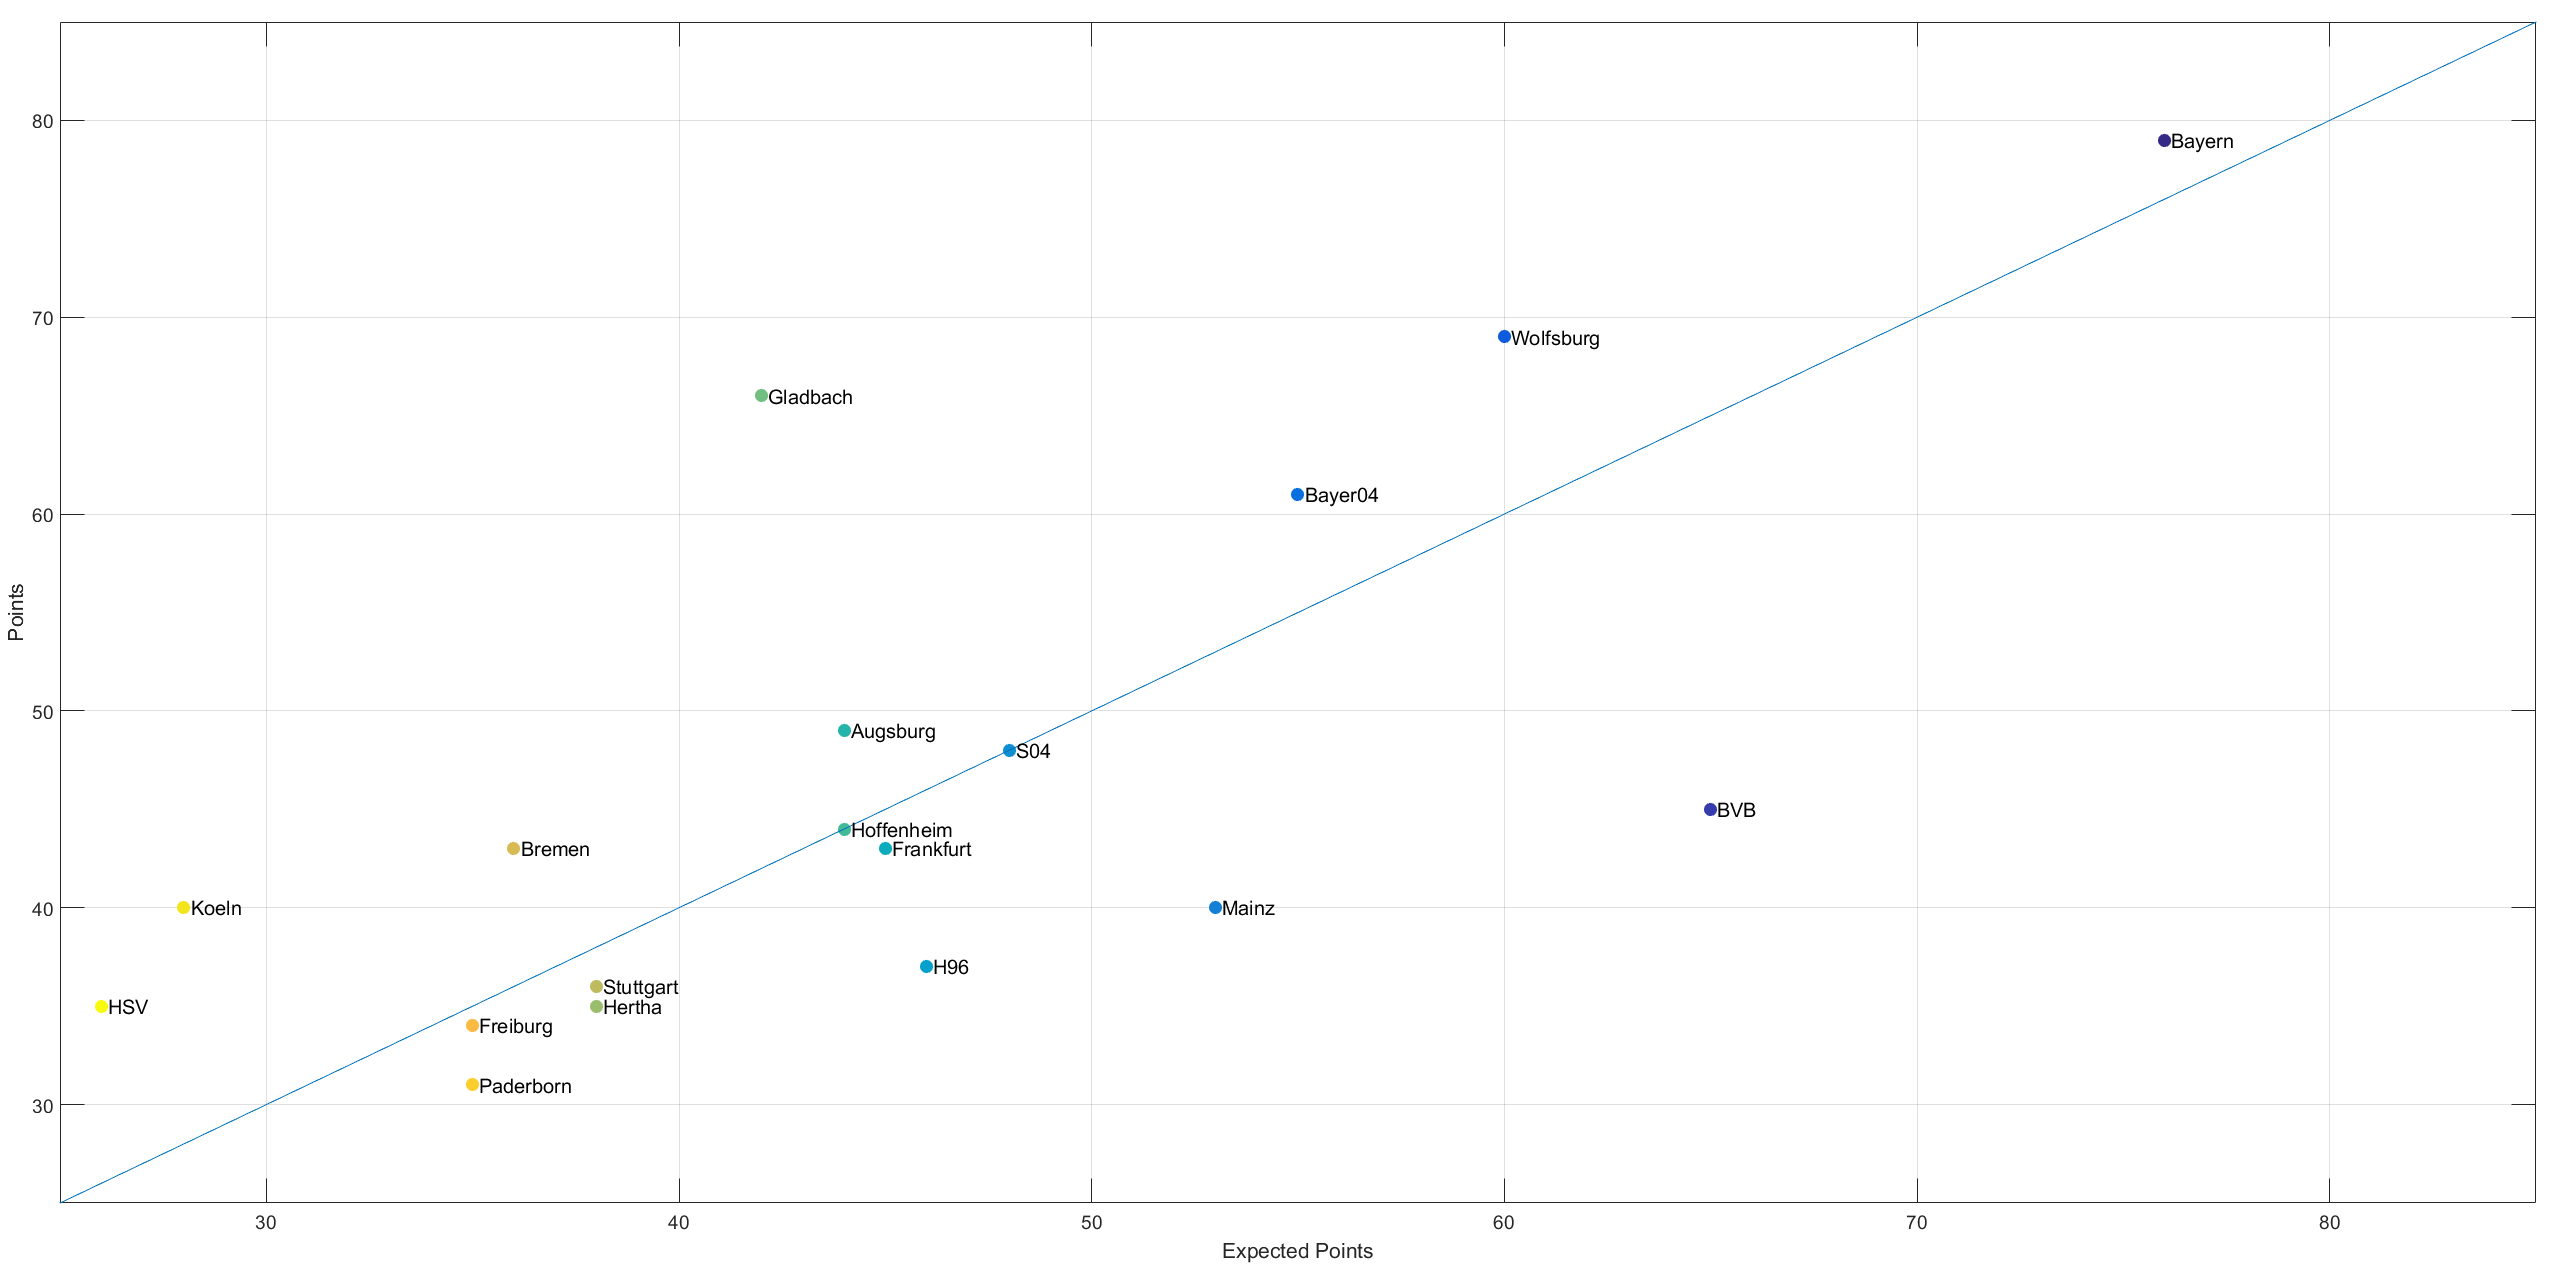 80
Bayern
70
Wolfsburg
Gladbach
Bayer04
60
Points
50
Augsburg
S04
BVB
Hoffenheim
Bremen
Frankfurt
40
Koeln
Mainz
H96
Stuttgart
HSV
Hertha
Freiburg
Paderborn
30
30 40 50 60 70 80
Expected Points